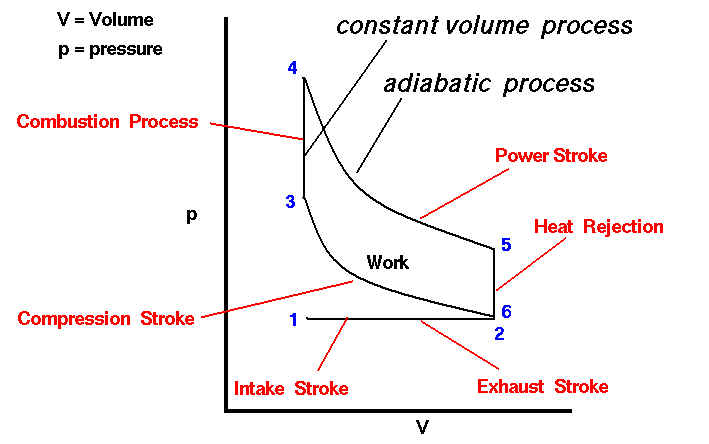 V = Volume
p = pressure
constant volume process
adiabatic process
4
Combustion Process
Power Stroke
3
p
Heat Rejection
5
Work
6
Compression Stroke
1
2
Intake Stroke
Exhaust Stroke
V